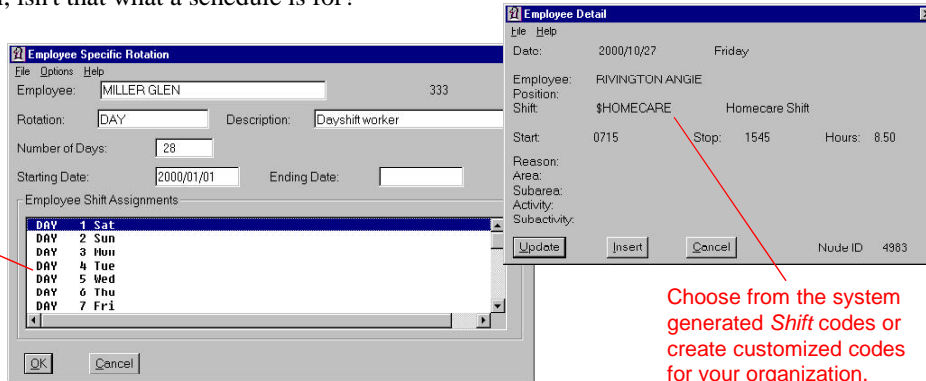 isn't that what a schedule is for?
Employee Specific Rotation
File Options Help
Employee: MILLER GLEN 333
Rotation: DAY Description: Dayshift worker
Number of Days: 28
Starting Date: 2000/01/01 Ending Date:
Employee Shift Assignments
DAY 1 Sat
DAY 2 Sun
DAY 3 Mon
DAY 4 Tue
DAY 5 Wed
DAY 6 Thu
DAY 7 Fri
OK Cancel
Employee Detail
File Help
Date: 2000/10/27 Friday
Employee: RIVINGTON ANGIE
Position:
Shift: $HOMECARE Homecare Shift
Start: 0715 Stop: 1545 Hours: 8.50
Reason:
Area:
Subarea:
Activity:
Subactivity:
Update Insert Cancel Node ID 4983
Choose from the system
generated Shift codes or
create customized codes
for your organization.